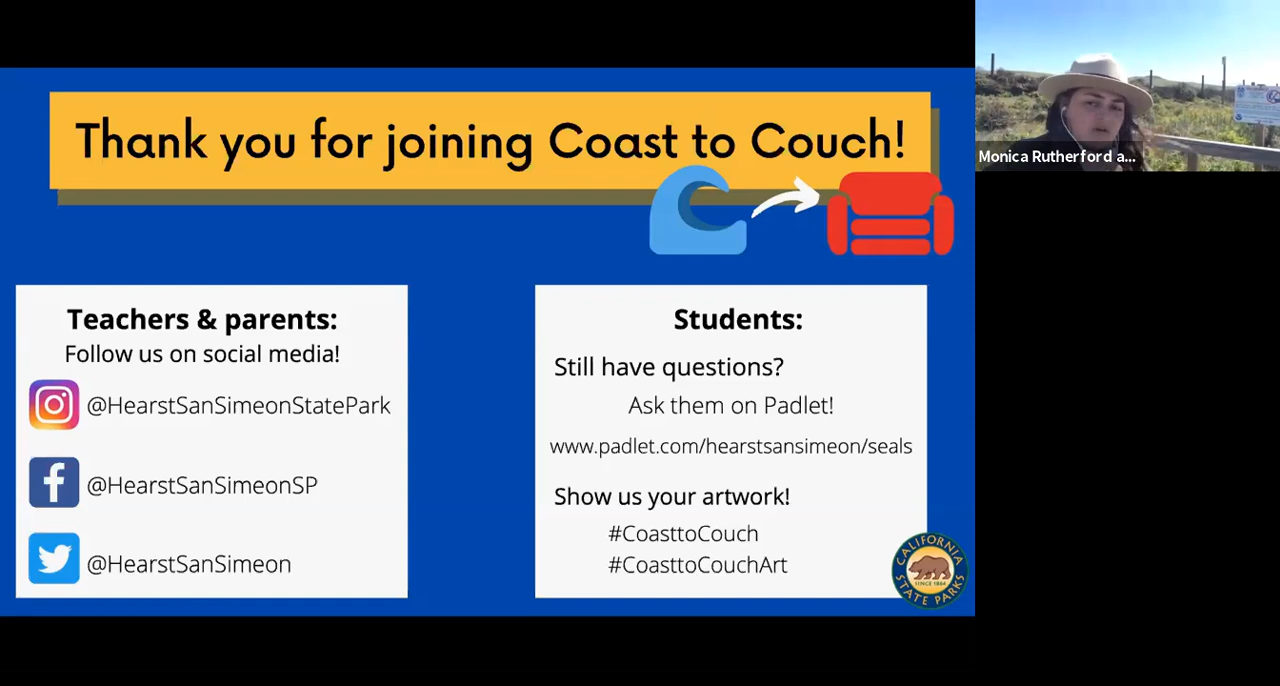 Thank you for joining Coast to Couch!
Monica Rutherford a...
Teachers & parents:
Follow us on social media!
@HearstSanSimeonStatePark
@HearstSanSimeonSP
@HearstSanSimeon
Students:
Still have questions?
Ask them on Padlet!
www.padlet.com/hearstsansimeon/seals
Show us your artwork!
#CoasttoCouch
#CoasttoCouchArt
CALIFORNIA
SINCE 1864
STATE PARKS